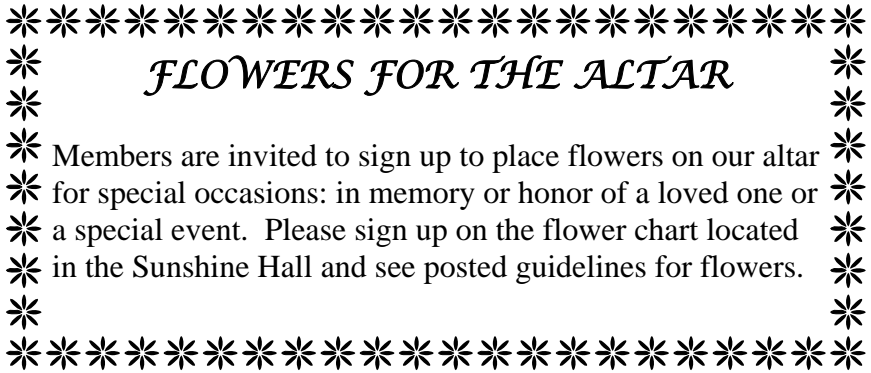 FLOWERS FOR THE ALTAR
Members are invited to sign up to place flowers on our altar
for special occasions: in memory or honor of a loved one or
a special event.  Please sign up on the flower chart located
in the Sunshine Hall and see posted guidelines for flowers.